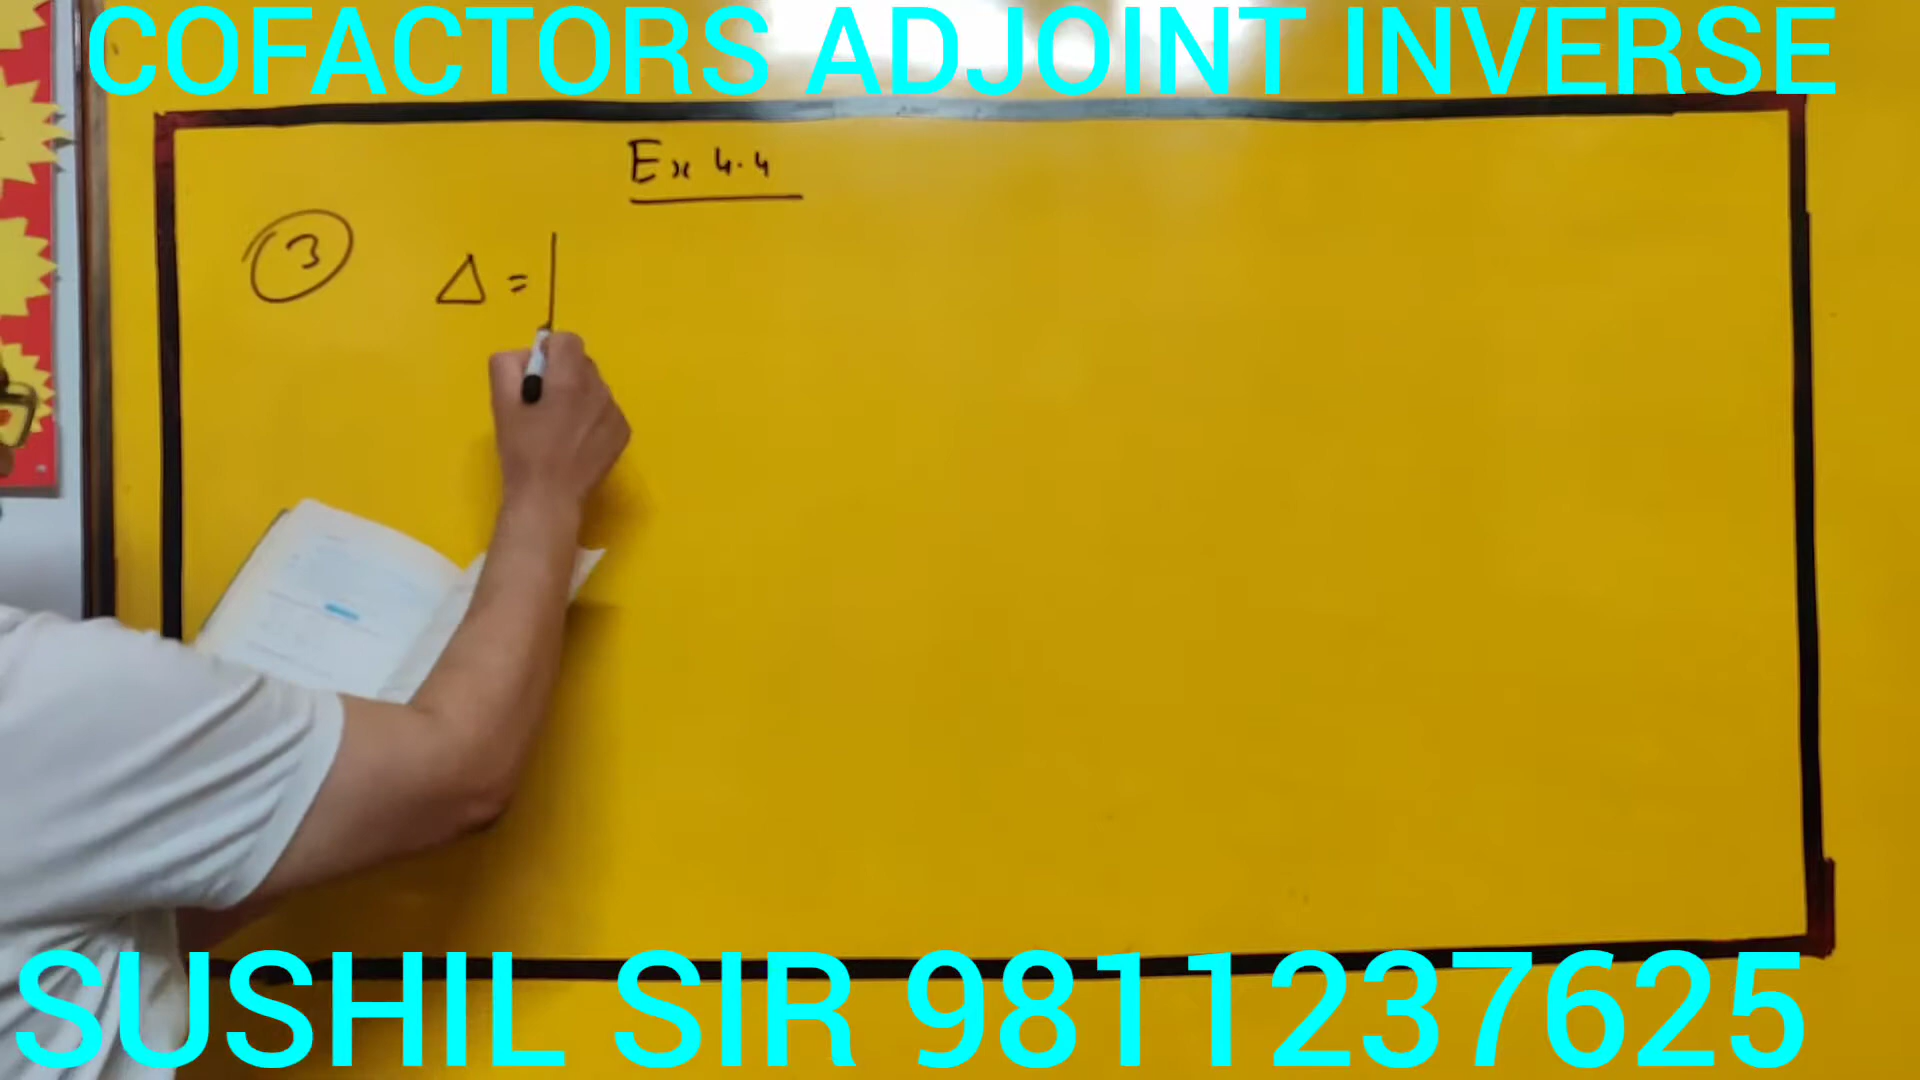 COFACTORS ADJOINT INVERSE
Ex 4.4
3 Δ = |
SUSHIL SIR 9811237625